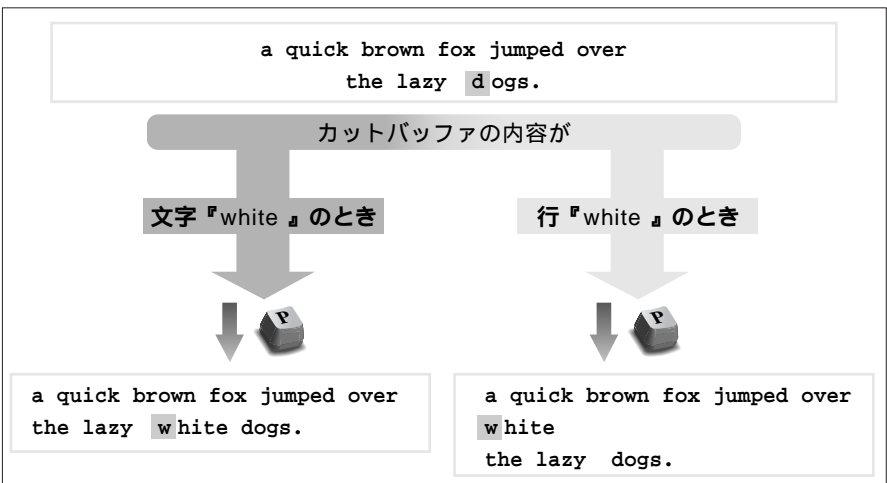 a quick brown fox jumped over
the lazy dogs.
カットバッファの内容が
文字『white 』のとき
行『white 』のとき
P
P
a quick brown fox jumped over
the lazy white dogs.
a quick brown fox jumped over
white
the lazy dogs.